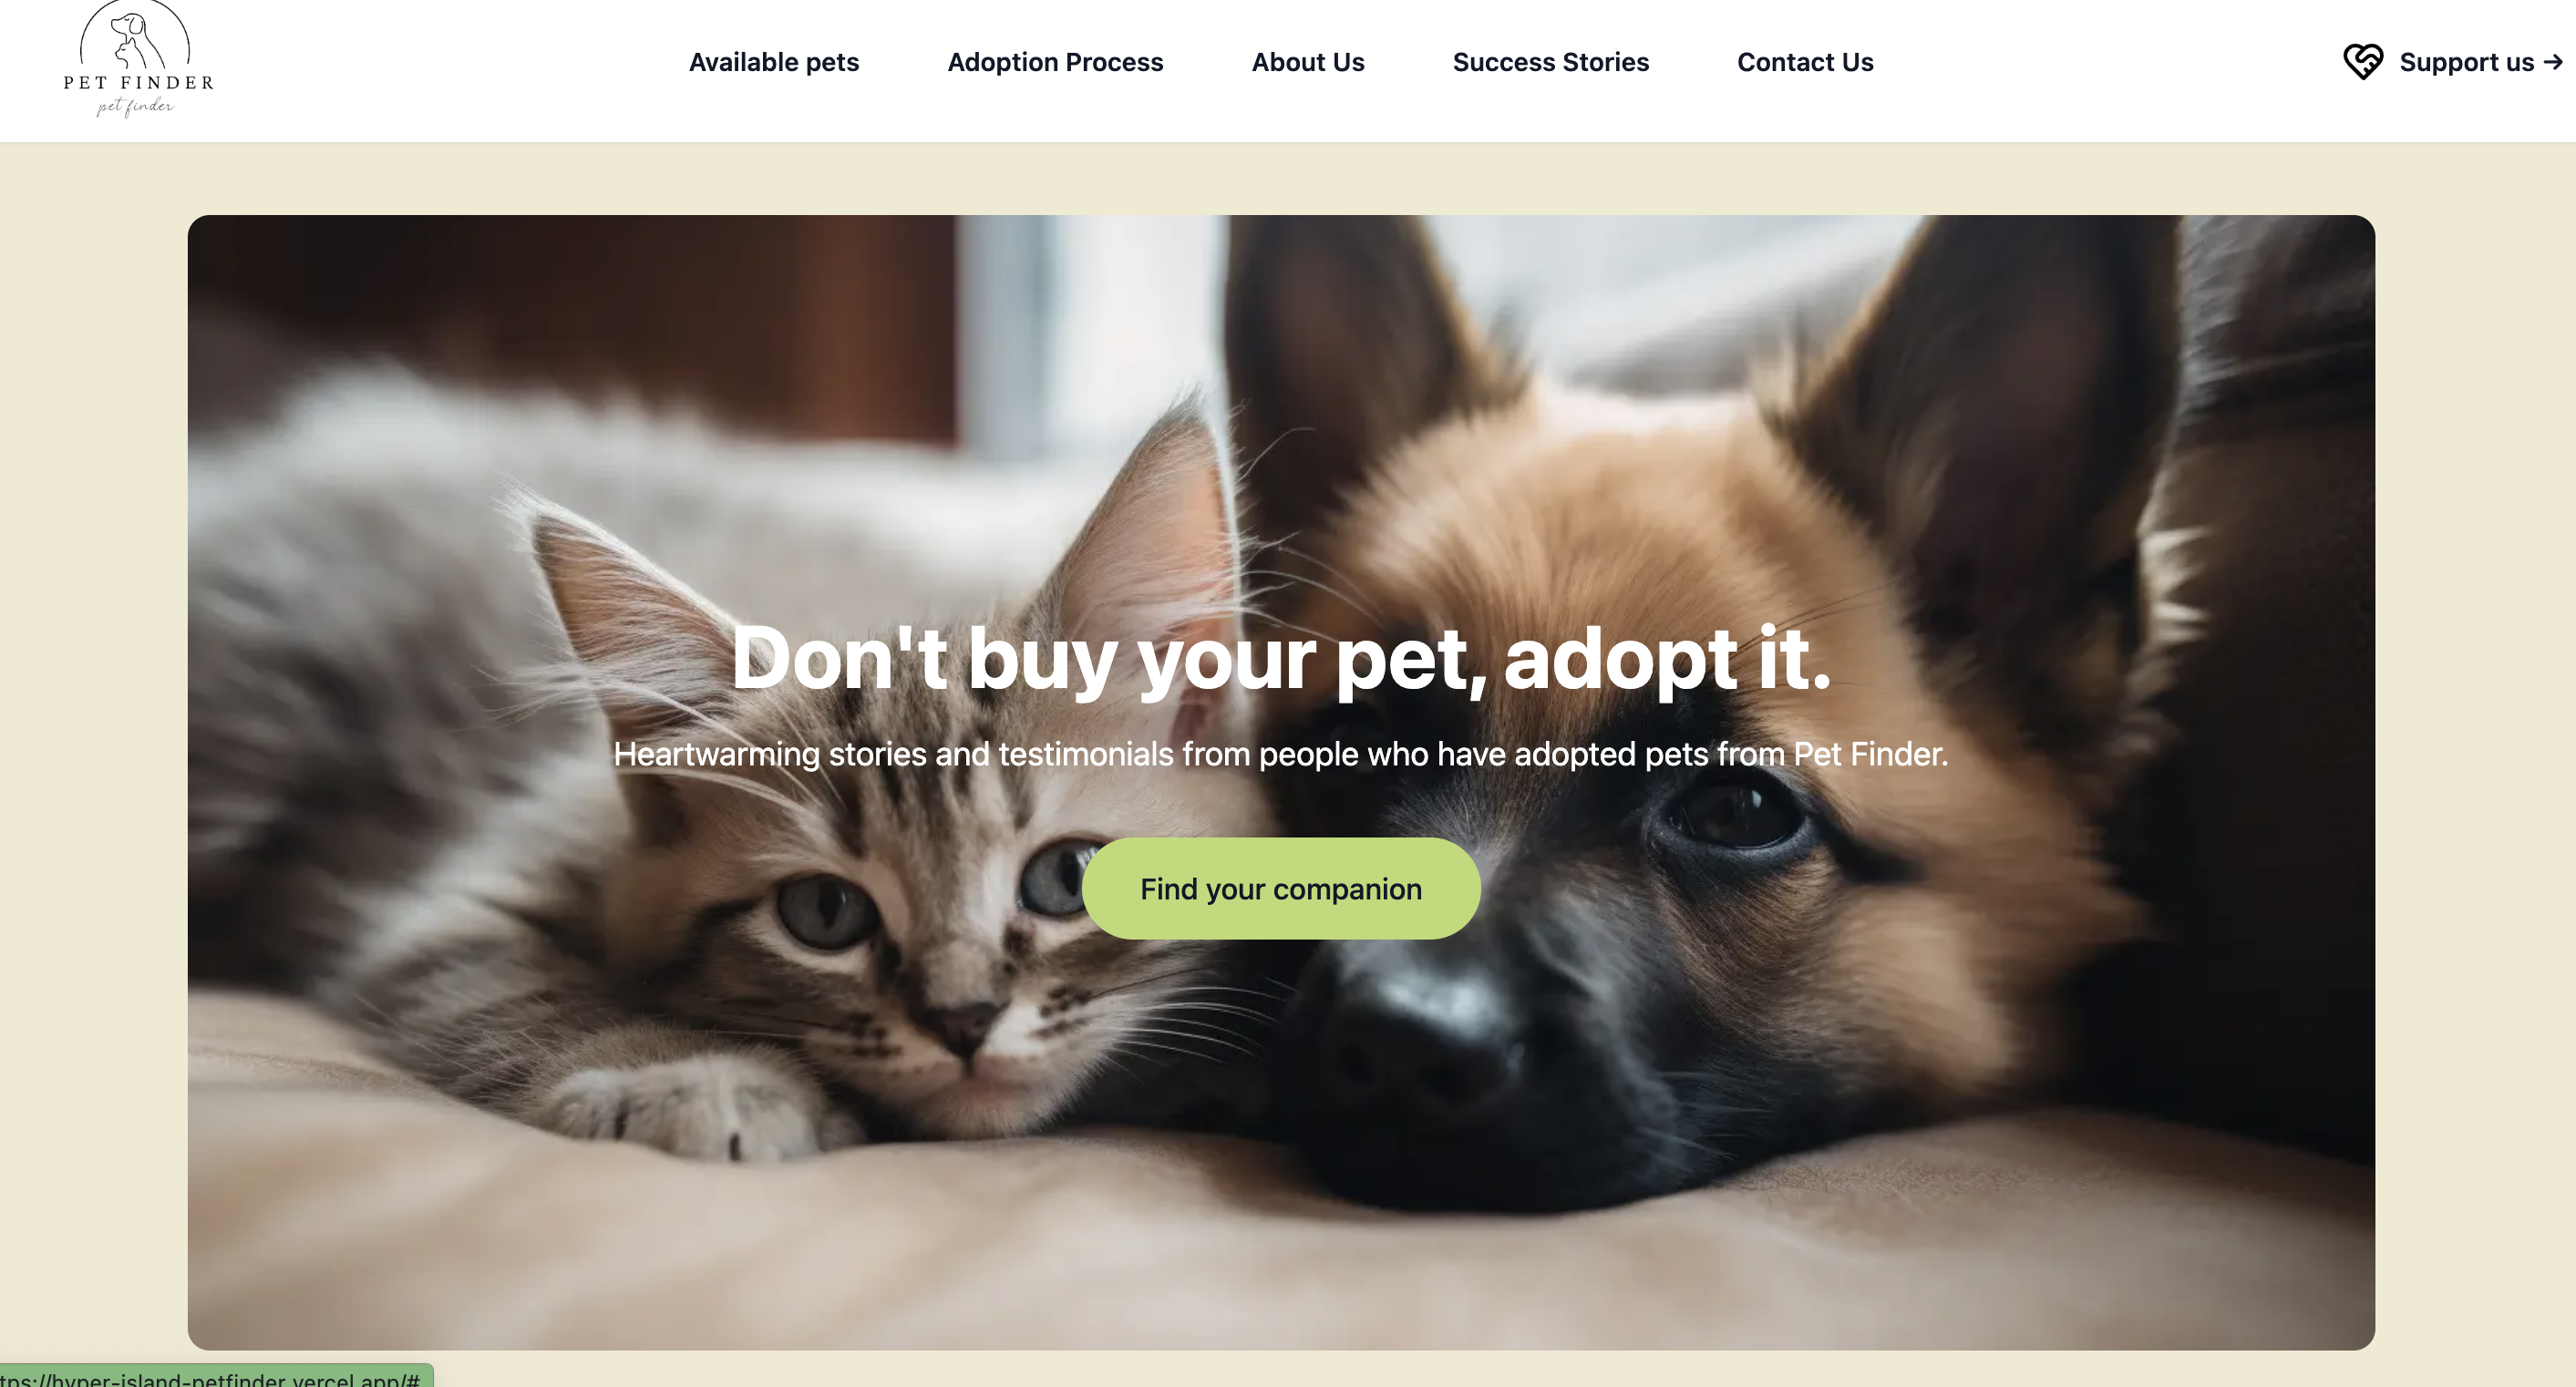 PET FINDER
pet finder
Available pets
Adoption Process
About Us
Success Stories
Contact Us
Support us →
Don't buy your pet, adopt it.
Heartwarming stories and testimonials from people who have adopted pets from Pet Finder.
Find your companion
tps://hyper-island-petfinder.vercel.app/#